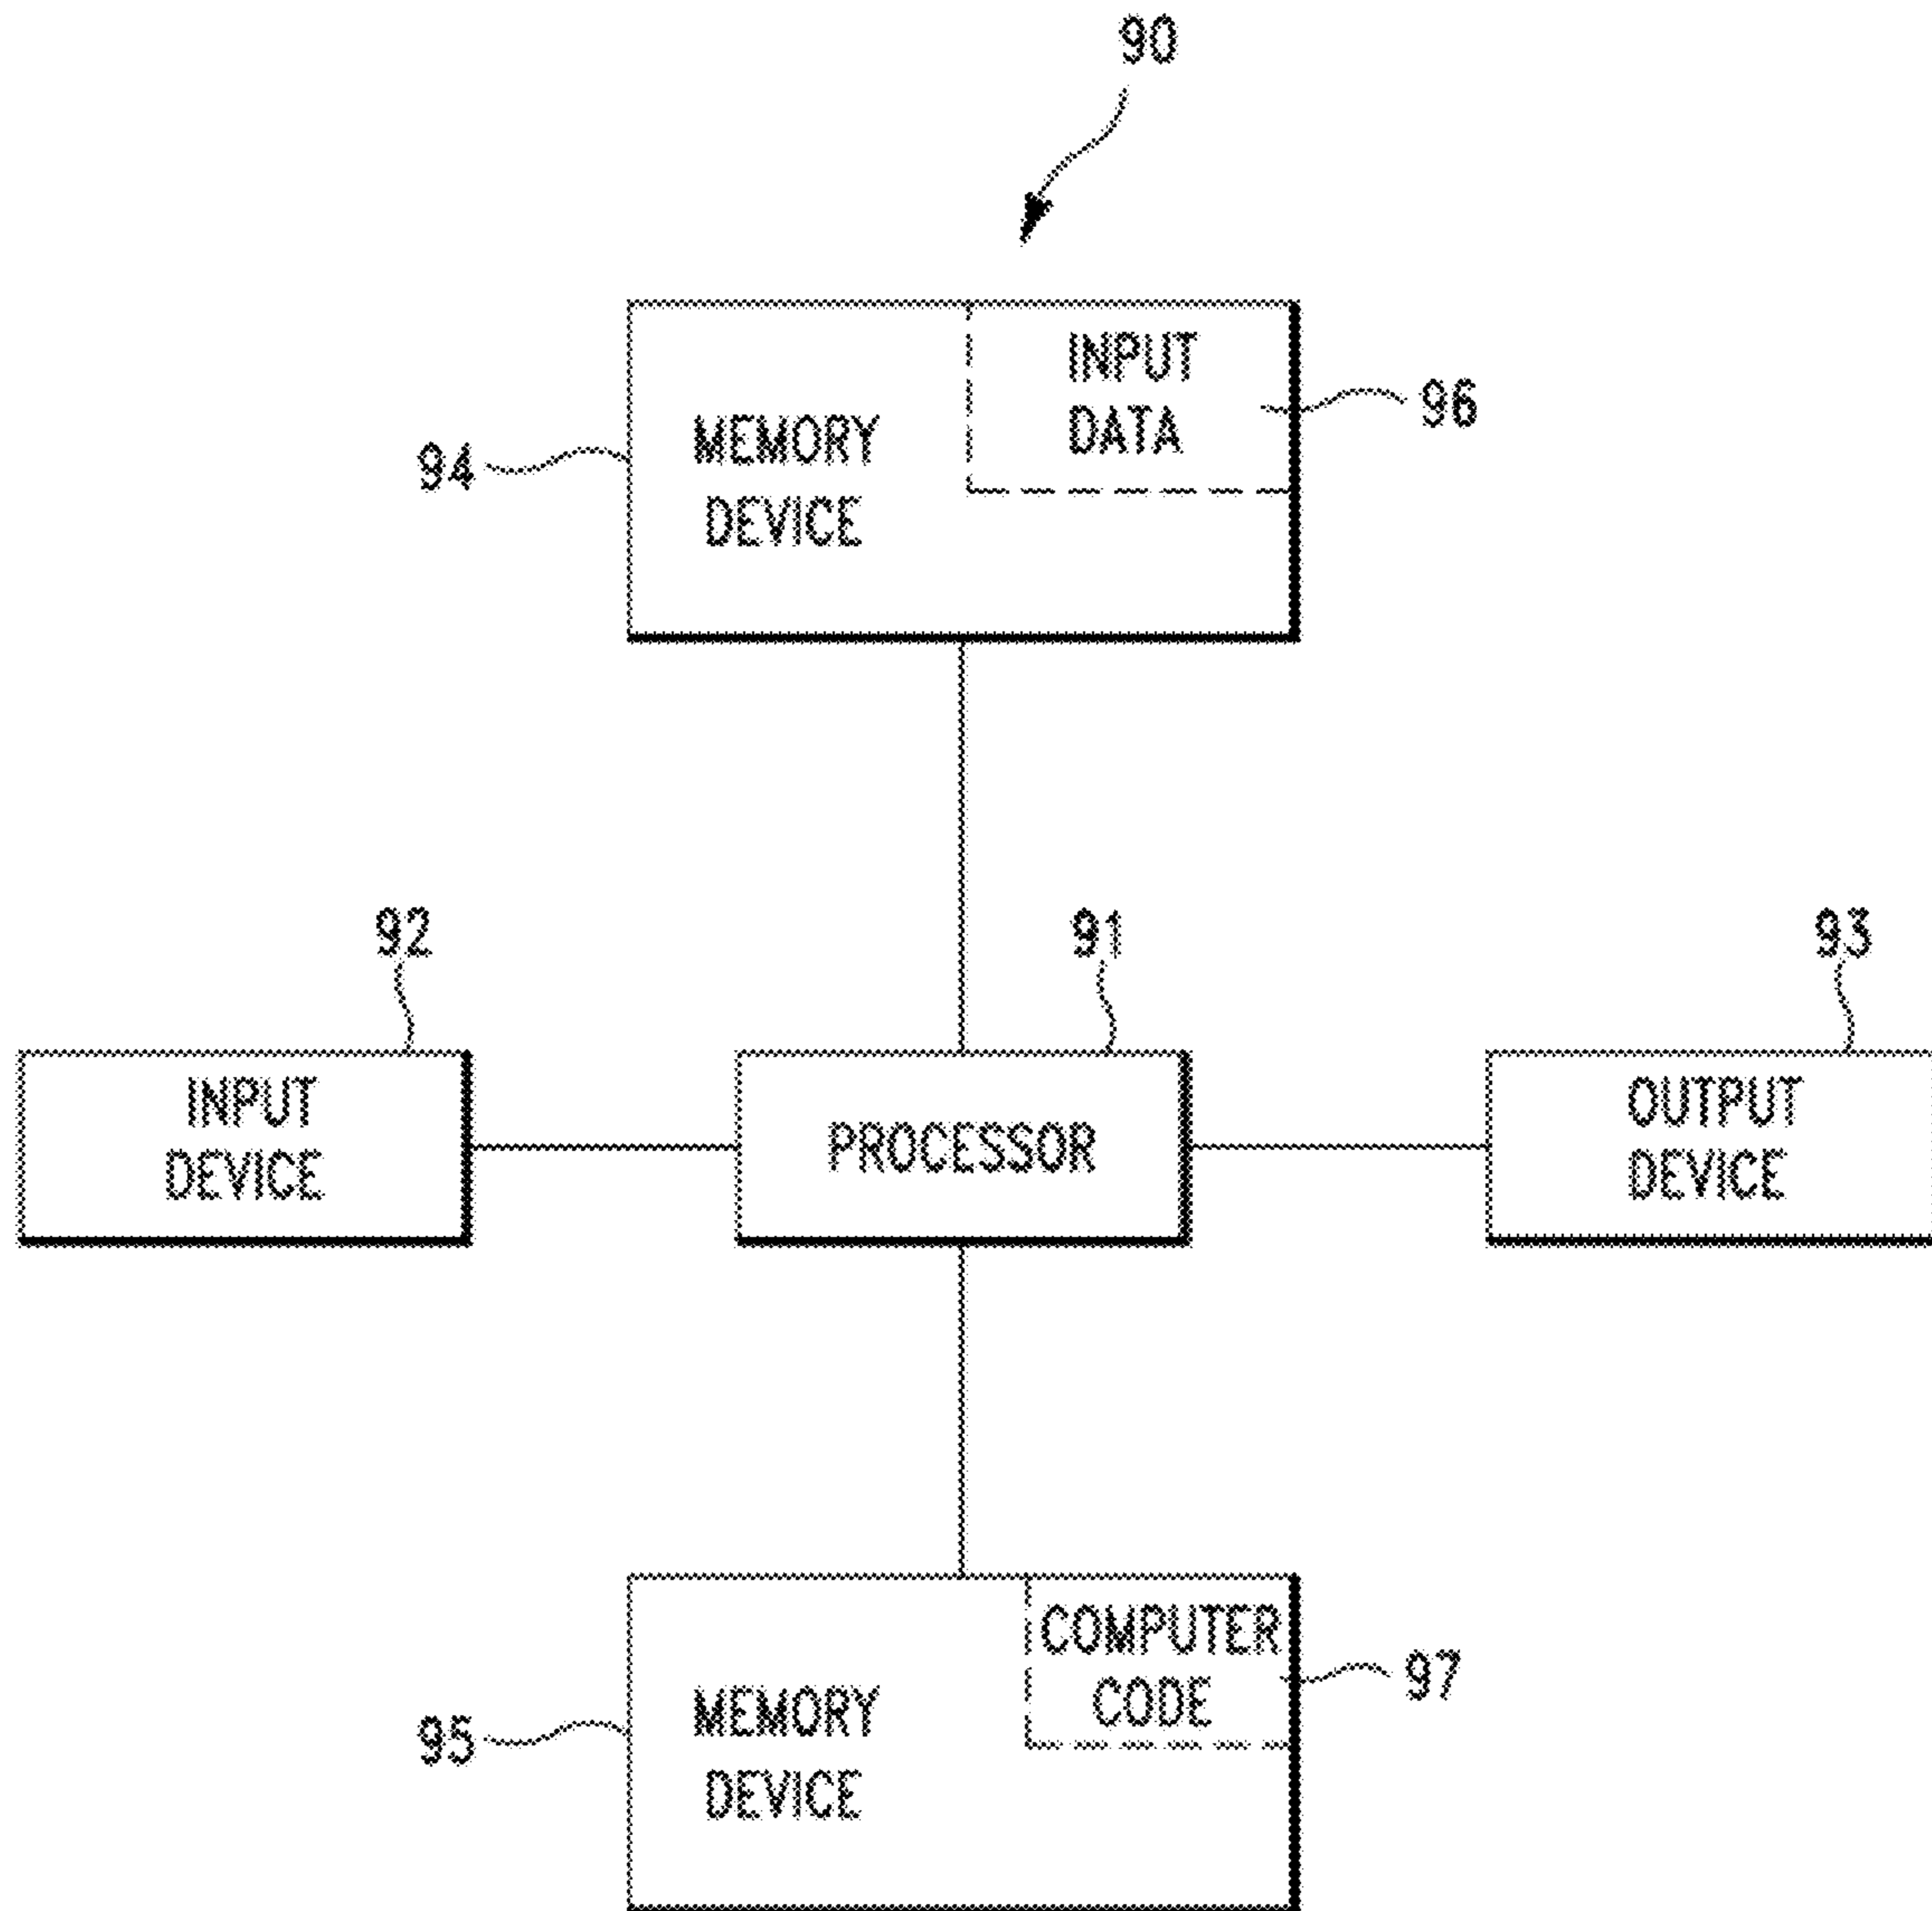 90
INPUT
DATA
96
MEMORY
DEVICE
94
92
91
93
INPUT
DEVICE
PROCESSOR
OUTPUT
DEVICE
COMPUTER
CODE
97
MEMORY
DEVICE
95